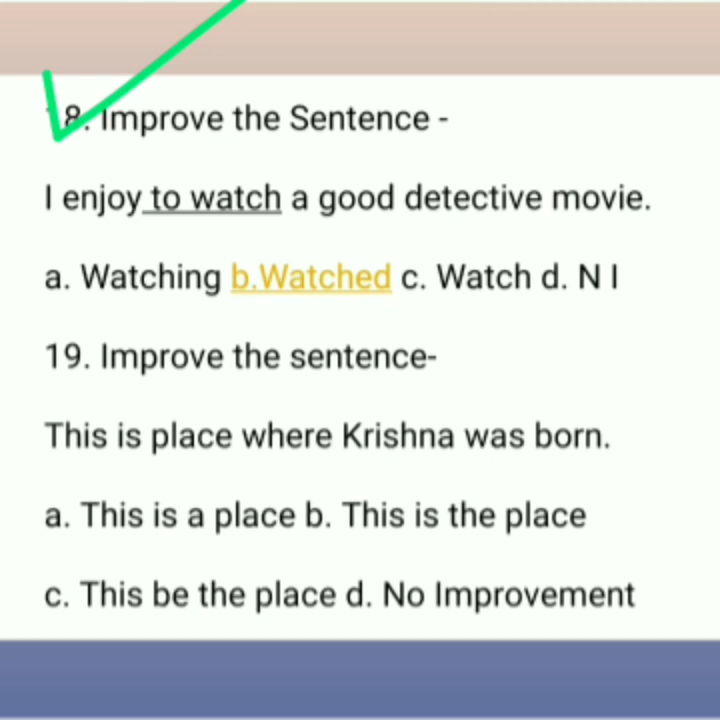 18. Improve the Sentence -
I enjoy to watch a good detective movie.
a. Watching b.Watched c. Watch d. N I
19. Improve the sentence-
This is place where Krishna was born.
a. This is a place b. This is the place
c. This be the place d. No Improvement